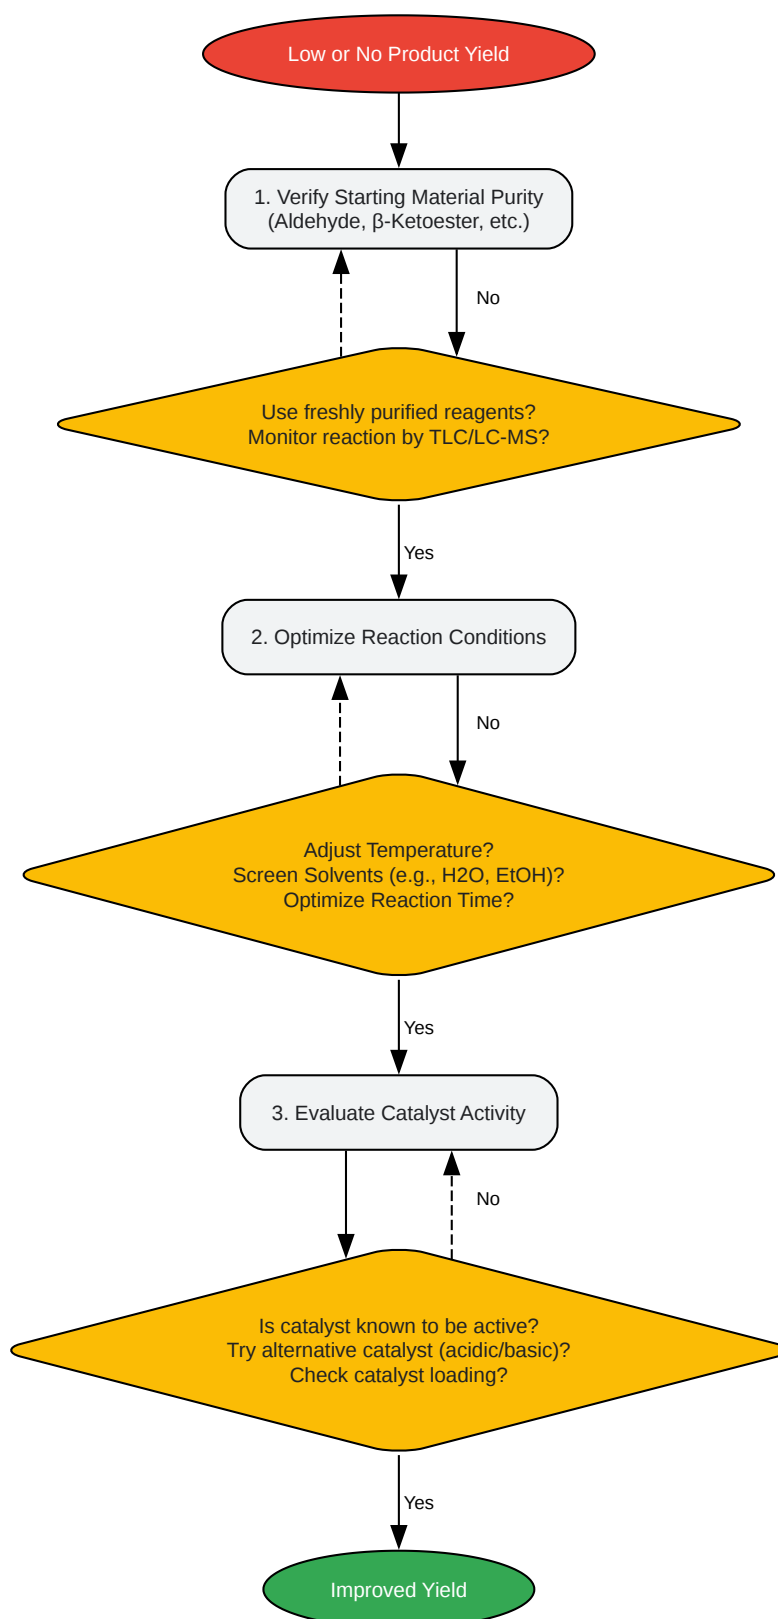 Low or No Product Yield
1. Verify Starting Material Purity
(Aldehyde, β-Ketoester, etc.)
No
Use freshly purified reagents?
Monitor reaction by TLC/LC-MS?
Yes
2. Optimize Reaction Conditions
No
Adjust Temperature?
Screen Solvents (e.g., H2O, EtOH)?
Optimize Reaction Time?
Yes
3. Evaluate Catalyst Activity
No
Is catalyst known to be active?
Try alternative catalyst (acidic/basic)?
Check catalyst loading?
Yes
Improved Yield